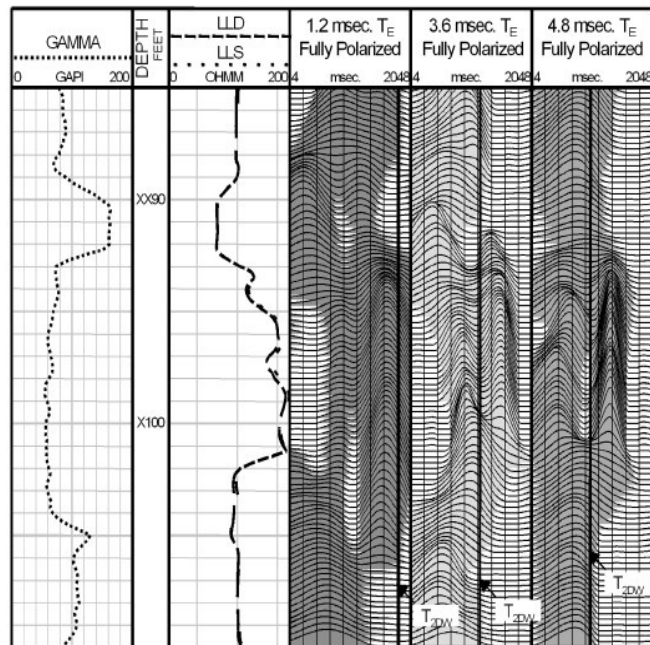 GAMMA
0 GAPI 200
DEPTH
FEET
LLD
LLS
0 OHMM 200
1.2 msec. TE
Fully Polarized
4 msec. 2048
3.6 msec. TE
Fully Polarized
4 msec. 2048
4.8 msec. TE
Fully Polarized
4 msec. 2048
XX90
X100
T2DW
T2DW
T2DW